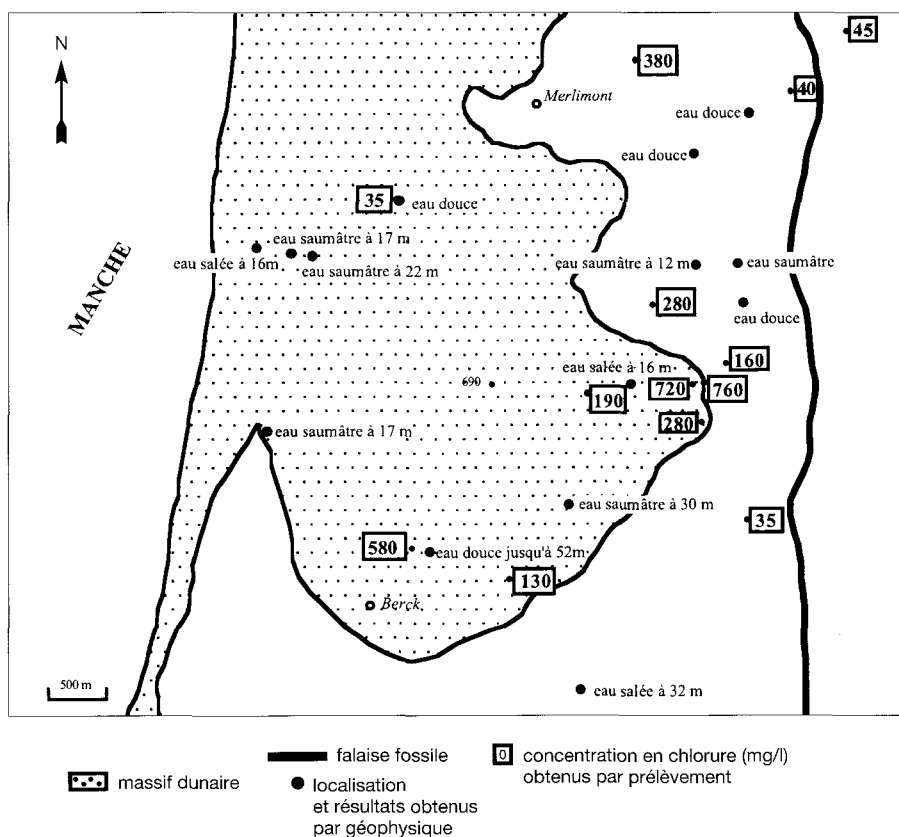 45
N
380
Merlimont
40
eau douce
eau douce
35
eau douce
eau saumâtre à 17 m
eau salée à 16m
eau saumâtre à 22 m
eau saumâtre à 12 m
eau saumâtre
MANCHE
280
eau douce
160
eau salée à 16 m
690
190
720
760
280
eau saumâtre à 17 m
eau saumâtre à 30 m
35
580
eau douce jusqu'à 52m
130
Berck
500 m
eau salée à 32 m
massif dunaire
falaise fossile
localisation
et résultats obtenus
par géophysique
0
concentration en chlorure (mg/l)
obtenus par prélèvement